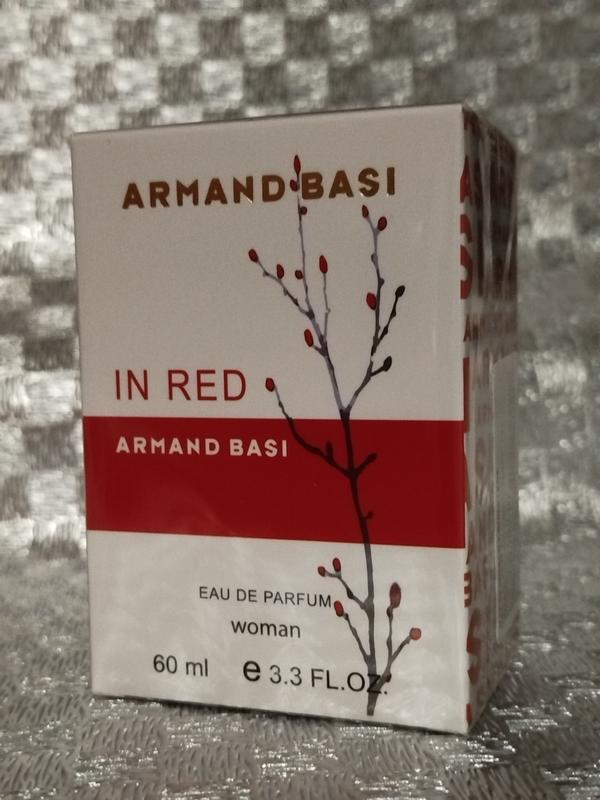 ARMAND BASI
IN RED
ARMAND BASI
EAU DE PARFUM
woman
60 ml e 3.3 FL.OZ.